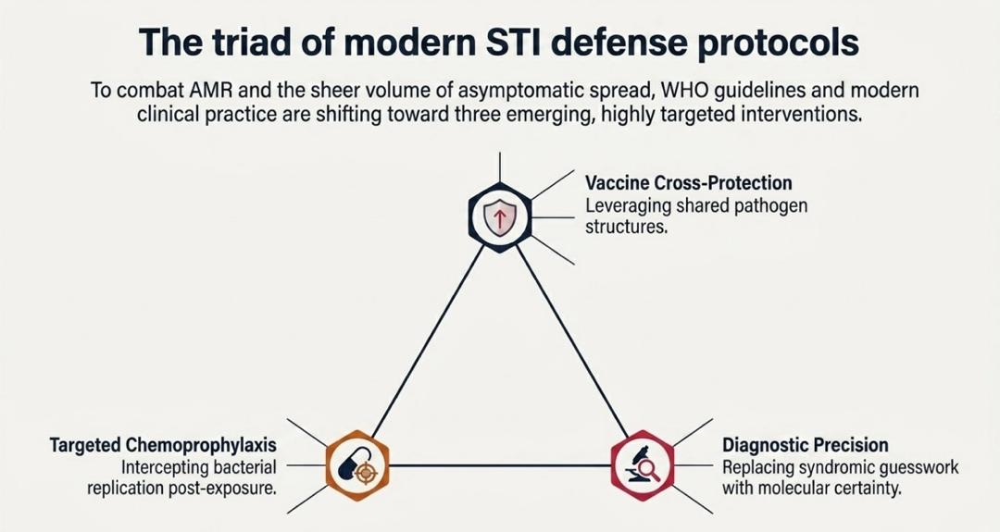 The triad of modern STI defense protocols
To combat AMR and the sheer volume of asymptomatic spread, WHO guidelines and modern
clinical practice are shifting toward three emerging, highly targeted interventions.
Vaccine Cross-Protection
Leveraging shared pathogen
structures.
Targeted Chemoprophylaxis
Intercepting bacterial
replication post-exposure.
Diagnostic Precision
Replacing syndromic guesswork
with molecular certainty.